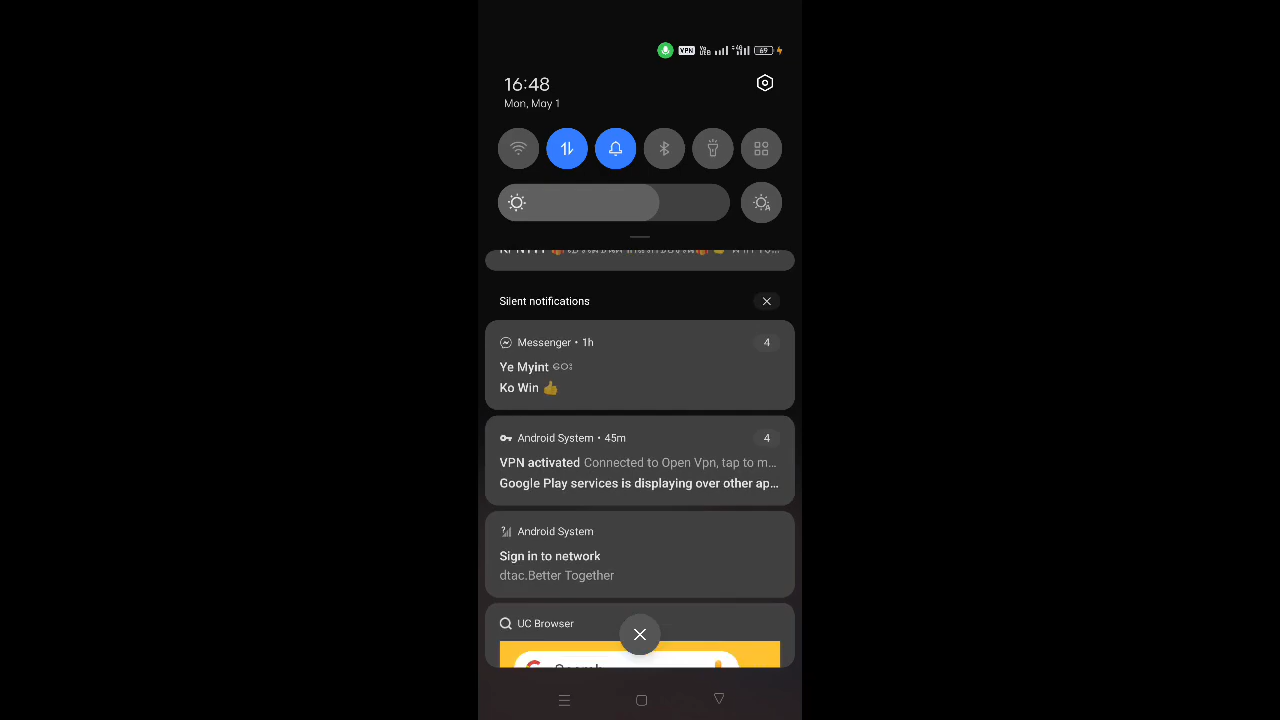 VPN
69
16:48
Mon, May 1
Silent notifications
Messenger • 1h
4
Ye Myint
Ko Win 👍
Android System • 45m
4
VPN activated Connected to Open Vpn, tap to m...
Google Play services is displaying over other ap...
Android System
Sign in to network
dtac.Better Together
UC Browser